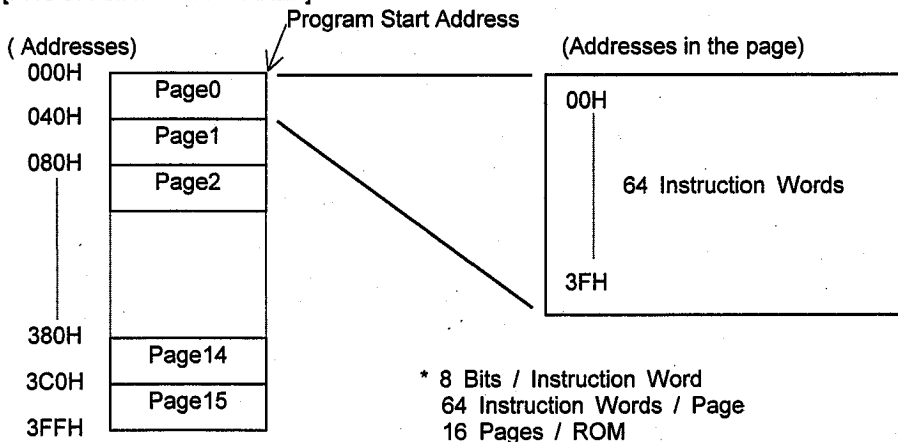 Program Start Address
( Addresses)
(Addresses in the page)
000H
Page0
00H
040H
Page1
080H
Page2
64 Instruction Words
3FH
380H
Page14
3C0H
Page15
3FFH
* 8 Bits / Instruction Word
64 Instruction Words / Page
16 Pages / ROM